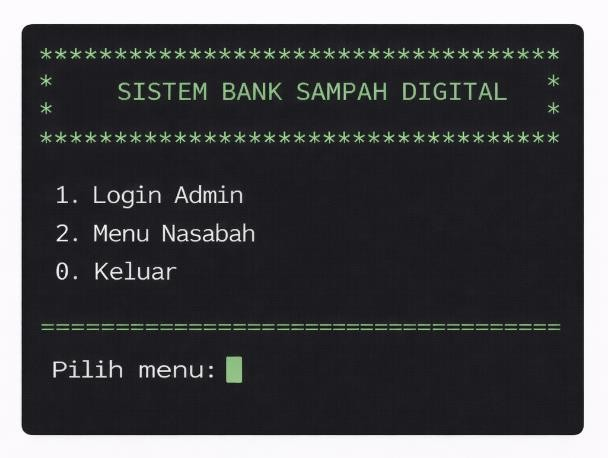 ***********************************
*                                 *
SISTEM BANK SAMPAH DIGITAL
*                                 *
***********************************
1. Login Admin
2. Menu Nasabah
0. Keluar
===================================
Pilih menu: